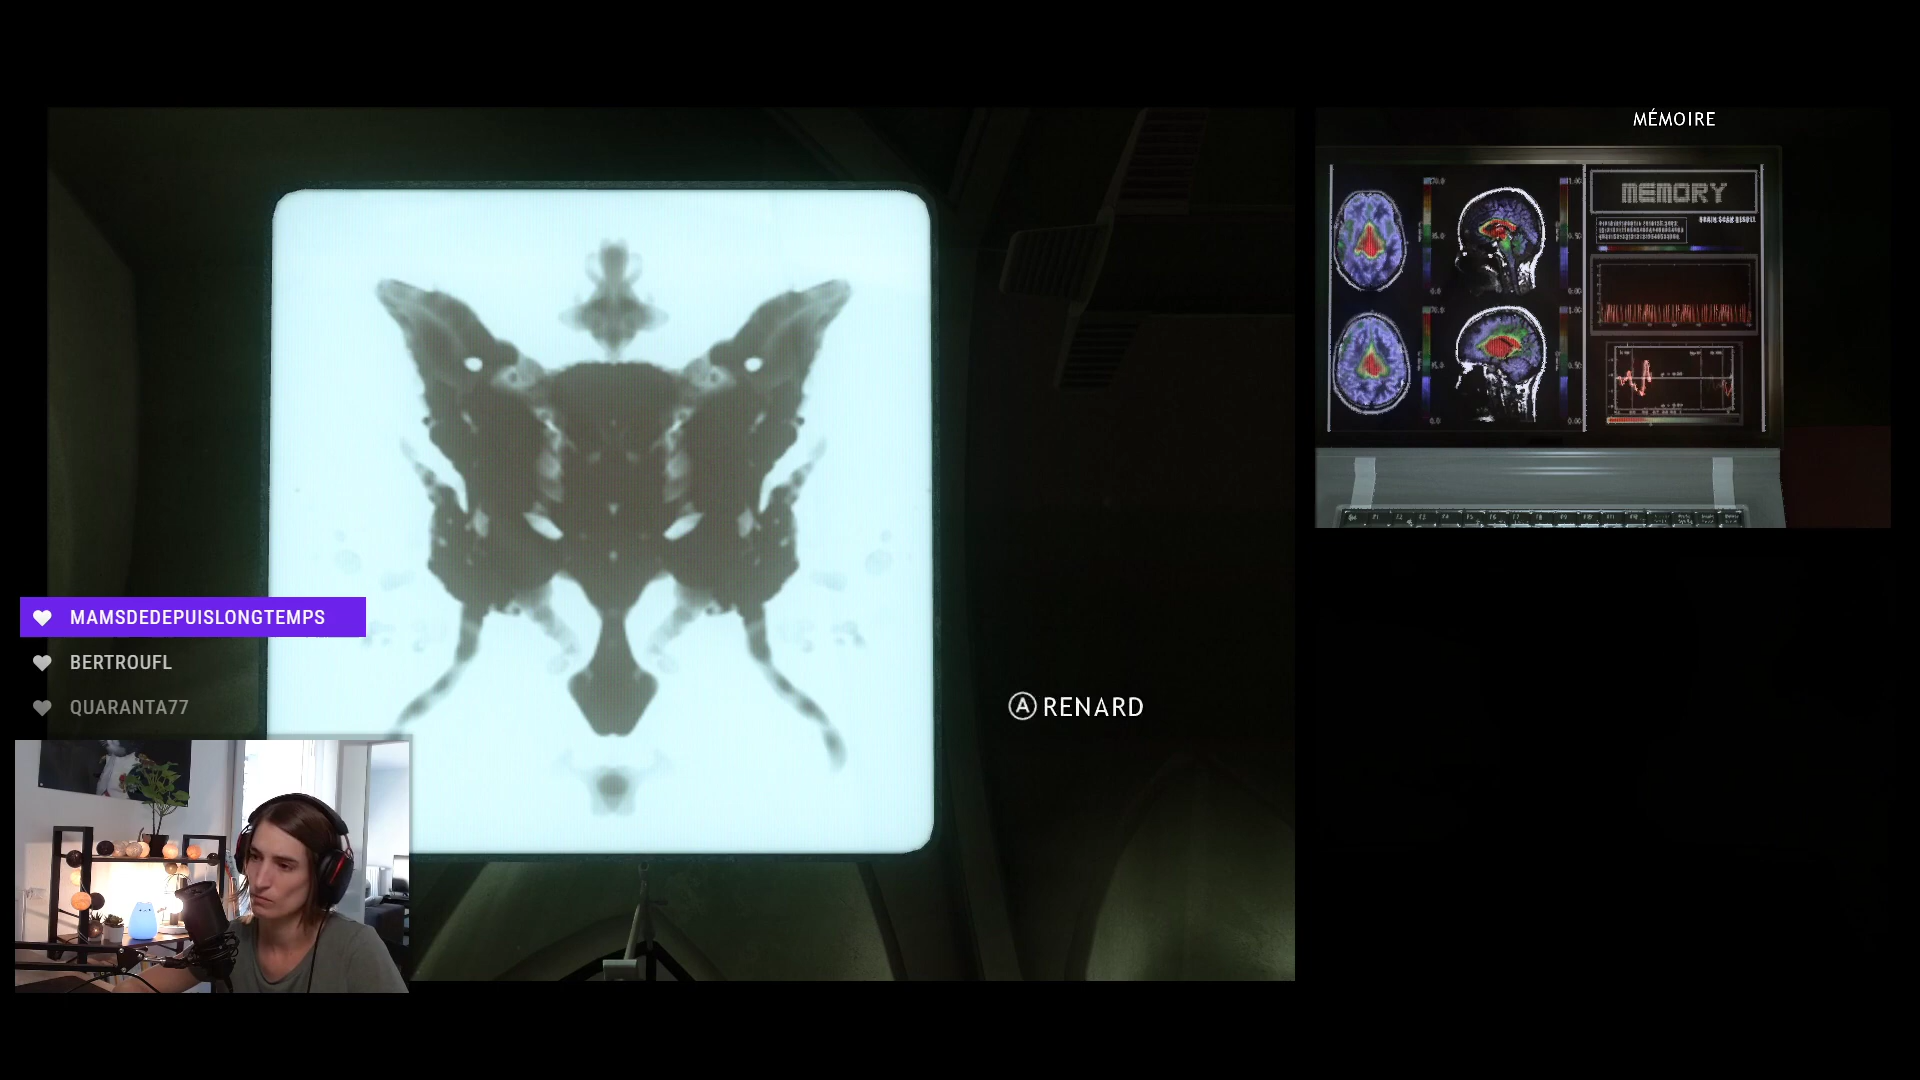 MÉMOIRE
MEMORY
MAMSDEDEPUISLONGTEMPS
BERTROUFL
QUARANTA77
A RENARD